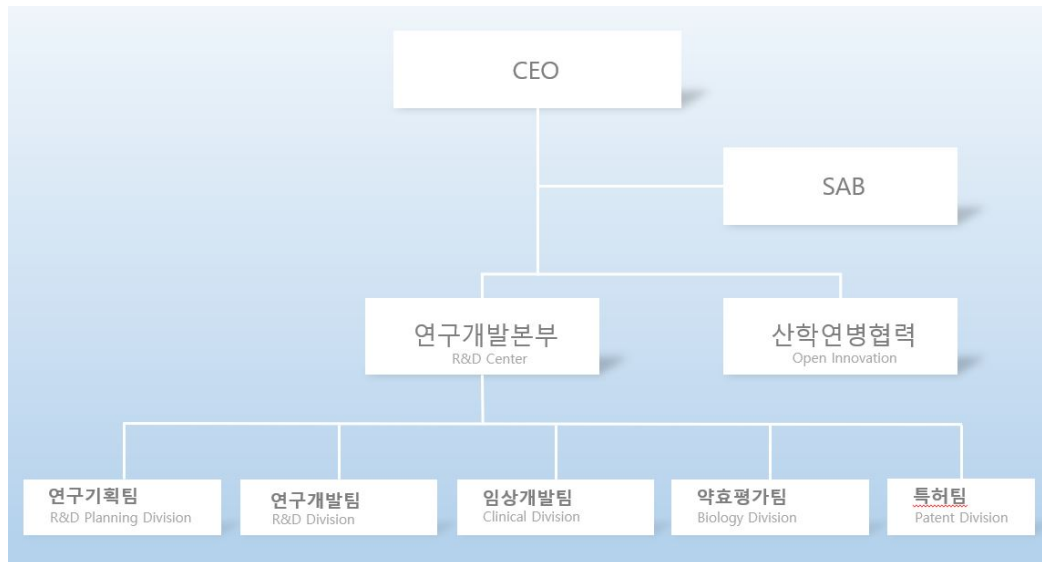 CEO
SAB
연구개발본부
R&D Center
산학연병협력
Open Innovation
연구기획팀
R&D Planning Division
연구개발팀
R&D Division
임상개발팀
Clinical Division
약효평가팀
Biology Division
특허팀
Patent Division